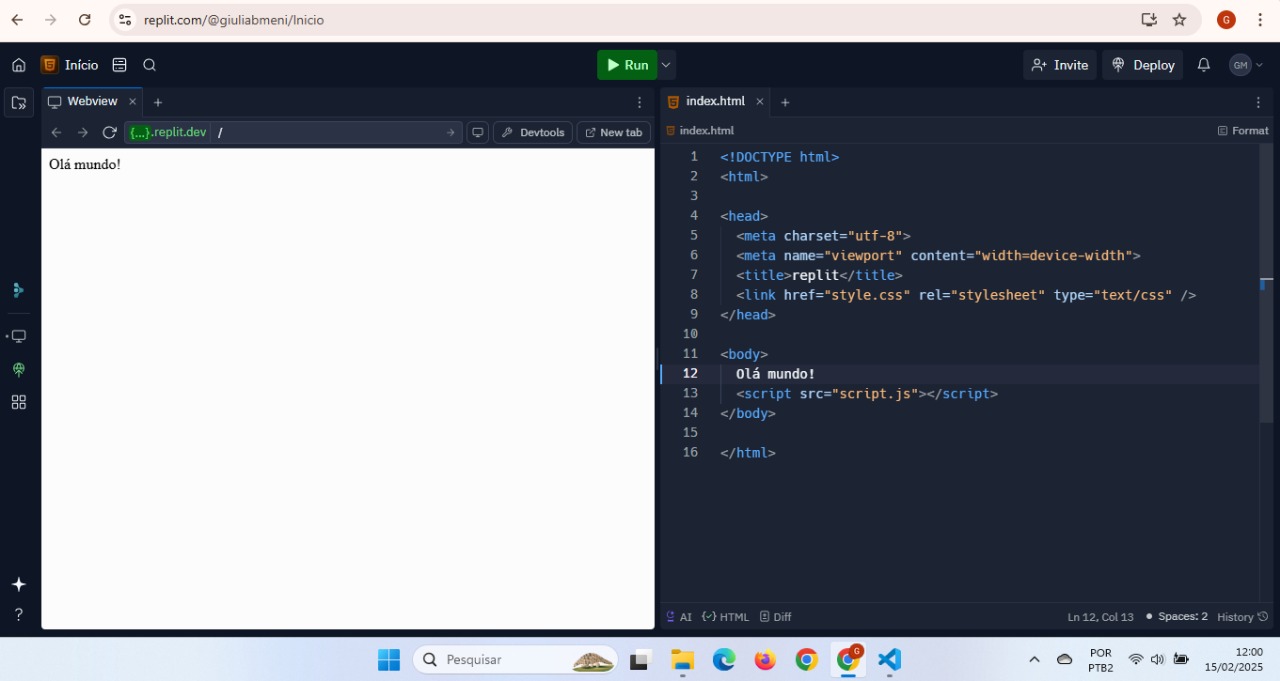 replit.com/@giuliabmeni/Inicio
G
Início
Run
Invite
Deploy
GM
Webview
{...}.replit.dev /
Devtools
New tab
Olá mundo!
index.html
index.html
Format
1 <!DOCTYPE html>
2 <html>
3
4 <head>
5 <meta charset="utf-8">
6 <meta name="viewport" content="width=device-width">
7 <title>replit</title>
8 <link href="style.css" rel="stylesheet" type="text/css" />
9 </head>
10
11 <body>
12 Olá mundo!
13 <script src="script.js"></script>
14 </body>
15
16 </html>
AI HTML Diff
Ln 12, Col 13 Spaces: 2 History
Pesquisar
G
POR
PTB2
12:00
15/02/2025